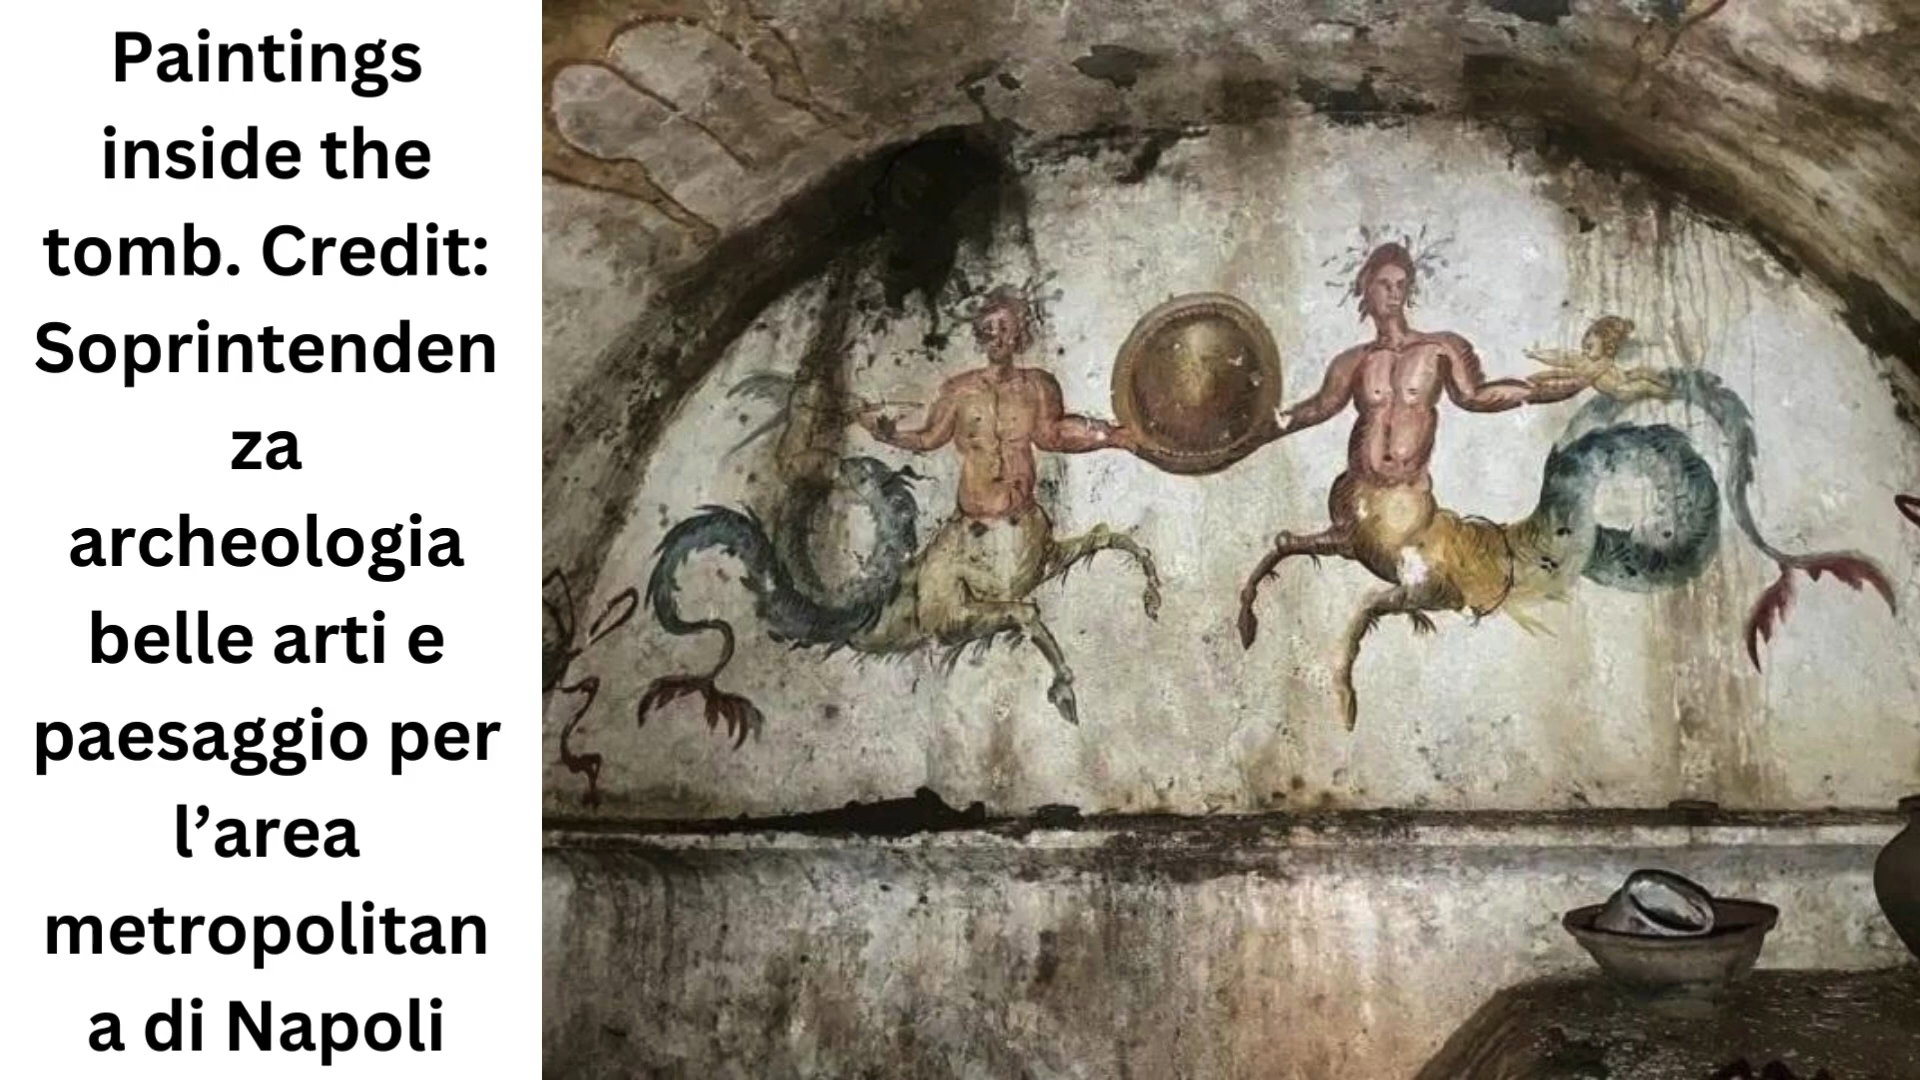 Paintings
inside the
tomb. Credit:
Soprintenden
za
archeologia
belle arti e
paesaggio per
l’area
metropolitan
a di Napoli